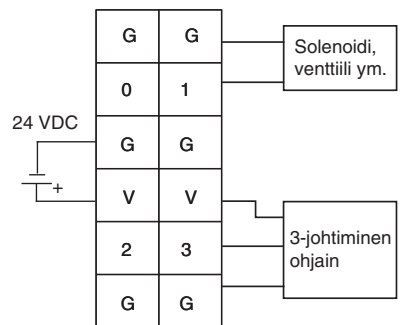 G G
Solenoidi,
venttiili ym.
0 1
24 VDC
G G
+
V V
2 3
3-johtiminen
ohjain
G G